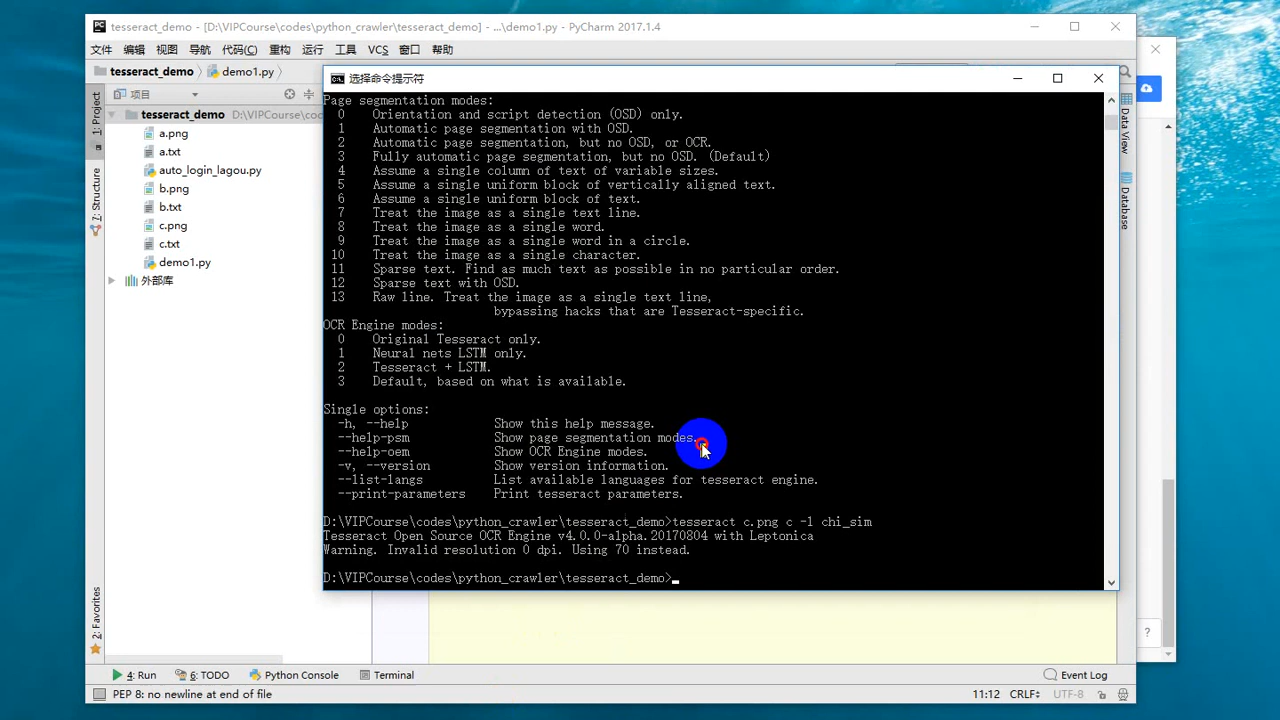 tesseract_demo - [D:\VIPCourse\codes\python_crawler\tesseract_demo] - ...\demo1.py - PyCharm 2017.1.4
文件 编辑 视图 导航 代码(C) 重构 运行 工具 VCS 窗口 帮助
tesseract_demo demo1.py
选择命令提示符
项目
1: Project
7: Structure
2: Favorites
tesseract_demo D:\VIPCourse\coc
a.png
a.txt
auto_login_lagou.py
b.png
b.txt
c.png
c.txt
demo1.py
外部库
Page segmentation modes:
0 Orientation and script detection (OSD) only.
1 Automatic page segmentation with OSD.
2 Automatic page segmentation, but no OSD, or OCR.
3 Fully automatic page segmentation, but no OSD. (Default)
4 Assume a single column of text of variable sizes.
5 Assume a single uniform block of vertically aligned text.
6 Assume a single uniform block of text.
7 Treat the image as a single text line.
8 Treat the image as a single word.
9 Treat the image as a single word in a circle.
10 Treat the image as a single character.
11 Sparse text. Find as much text as possible in no particular order.
12 Sparse text with OSD.
13 Raw line. Treat the image as a single text line,
bypassing hacks that are Tesseract-specific.
OCR Engine modes:
0 Original Tesseract only.
1 Neural nets LSTM only.
2 Tesseract + LSTM.
3 Default, based on what is available.
Single options:
-h, --help Show this help message.
--help-psm Show page segmentation modes.
--help-oem Show OCR Engine modes.
-v, --version Show version information.
--list-langs List available languages for tesseract engine.
--print-parameters Print tesseract parameters.
D:\VIPCourse\codes\python_crawler\tesseract_demo>tesseract c.png c -l chi_sim
Tesseract Open Source OCR Engine v4.0.0-alpha.20170804 with Leptonica
Warning. Invalid resolution 0 dpi. Using 70 instead.
D:\VIPCourse\codes\python_crawler\tesseract_demo>
Data View
Database
?
4: Run 6: TODO Python Console Terminal Event Log
PEP 8: no newline at end of file 11:12 CRLF UTF-8